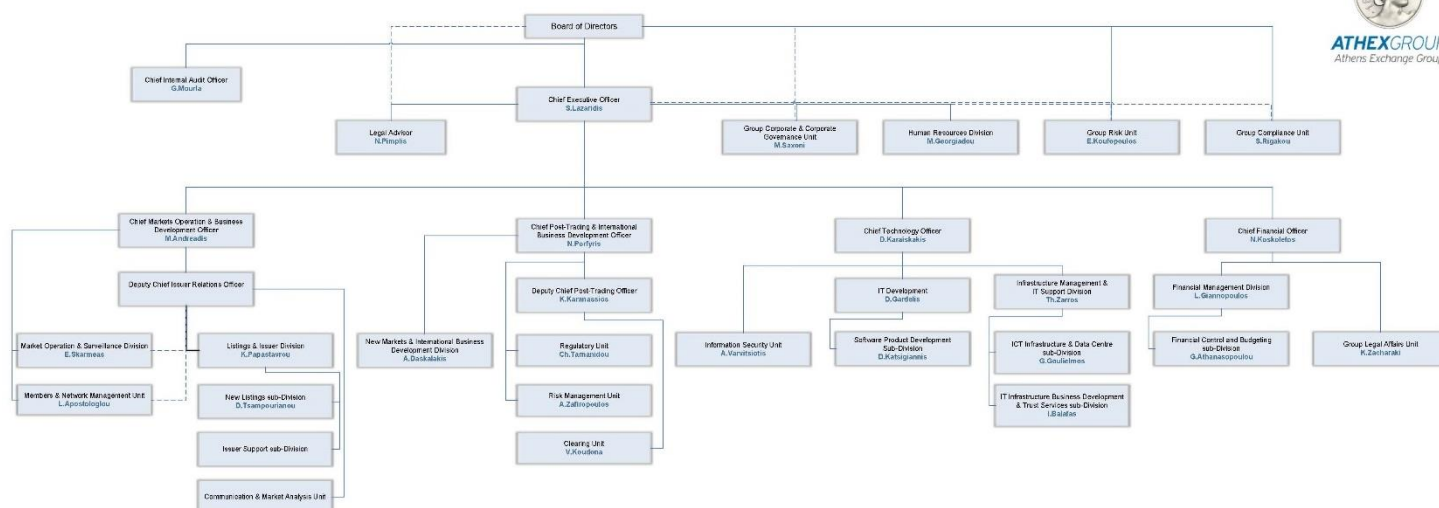 Board of Directors
ATHEXGROUP
Athens Exchange Group
Chief Internal Audit Officer
G.Mourla
Chief Executive Officer
S.Lazaridis
Legal Advisor
N.Pimplis
Group Corporate & Corporate
Governance Unit
M.Saxoni
Human Resources Division
M.Georgiadou
Group Risk Unit
E.Koufopoulos
Group Compliance Unit
S.Rigakou
Chief Markets Operation & Business
Development Officer
M.Andreadis
Chief Post-Trading & International
Business Development Officer
N.Porfyris
Chief Technology Officer
D.Karaiskakis
Chief Financial Officer
N.Koskoletos
Deputy Chief Issuer Relations Officer
Deputy Chief Post-Trading Officer
K.Karanassios
IT Development
D.Gardelis
Infrastructure Management &
IT Support Division
Th.Zarros
Financial Management Division
L.Giannopoulos
Market Operation & Surveillance Division
E.Skarmeas
Listings & Issuer Division
K.Papastavrou
New Markets & International Business
Development Division
A.Daskalakis
Regulatory Unit
Ch.Tamanidou
Information Security Unit
A.Varvitsiotis
Software Product Development
Sub-Division
D.Katsigiannis
ICT Infrastructure & Data Centre
sub-Division
G.Goulielmos
Financial Control and Budgeting
sub-Division
G.Athanasopoulou
Group Legal Affairs Unit
K.Zacharaki
Members & Network Management Unit
L.Apostologlou
New Listings sub-Division
D.Tsampourianou
Risk Management Unit
A.Zafiropoulos
IT Infrastructure Business Development
& Trust Services sub-Division
I.Balafas
Issuer Support sub-Division
Clearing Unit
V.Koudona
Communication & Market Analysis Unit